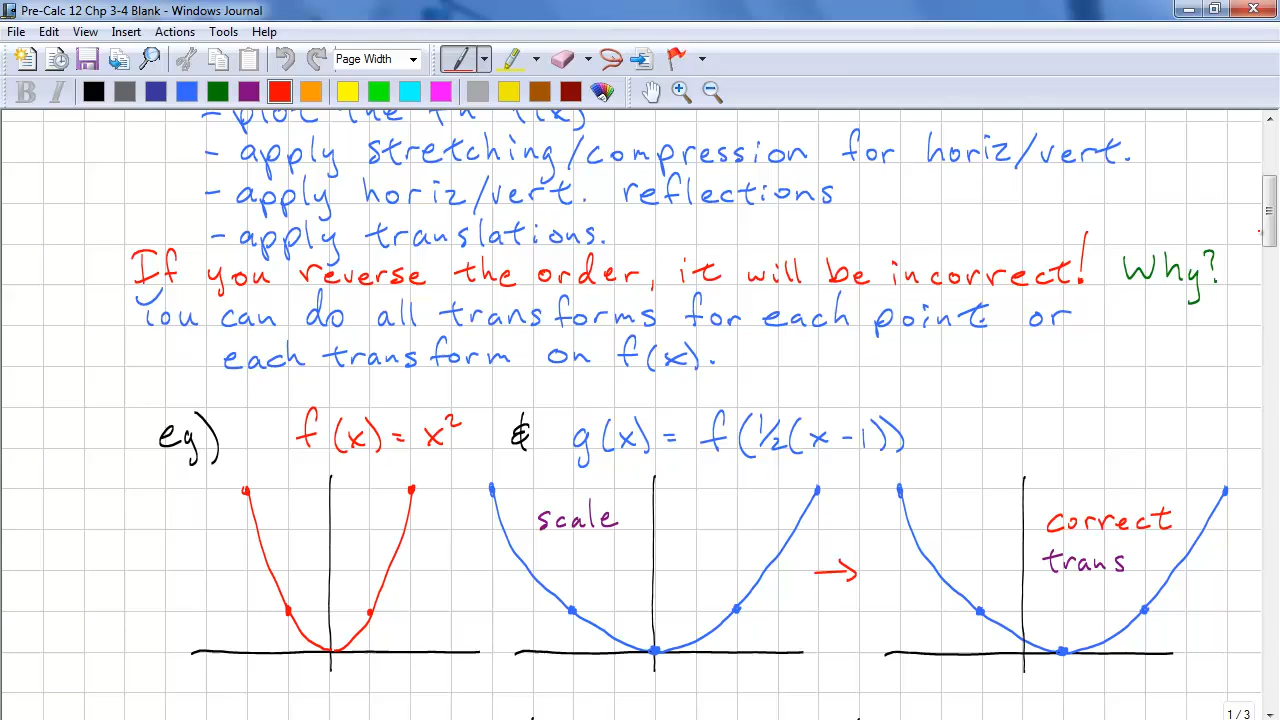 Pre-Calc 12 Chp 3-4 Blank - Windows Journal
File Edit View Insert Actions Tools Help
Page Width
B I
- plot the fn f(x)
- apply stretching/compression for horiz/vert.
- apply horiz/vert. reflections
- apply translations.
If you reverse the order, it will be incorrect! Why?
You can do all transforms for each point or
each transform on f(x).
eg) f(x) = x² & g(x) = f(½(x-1))
scale
correct
trans
1 / 3